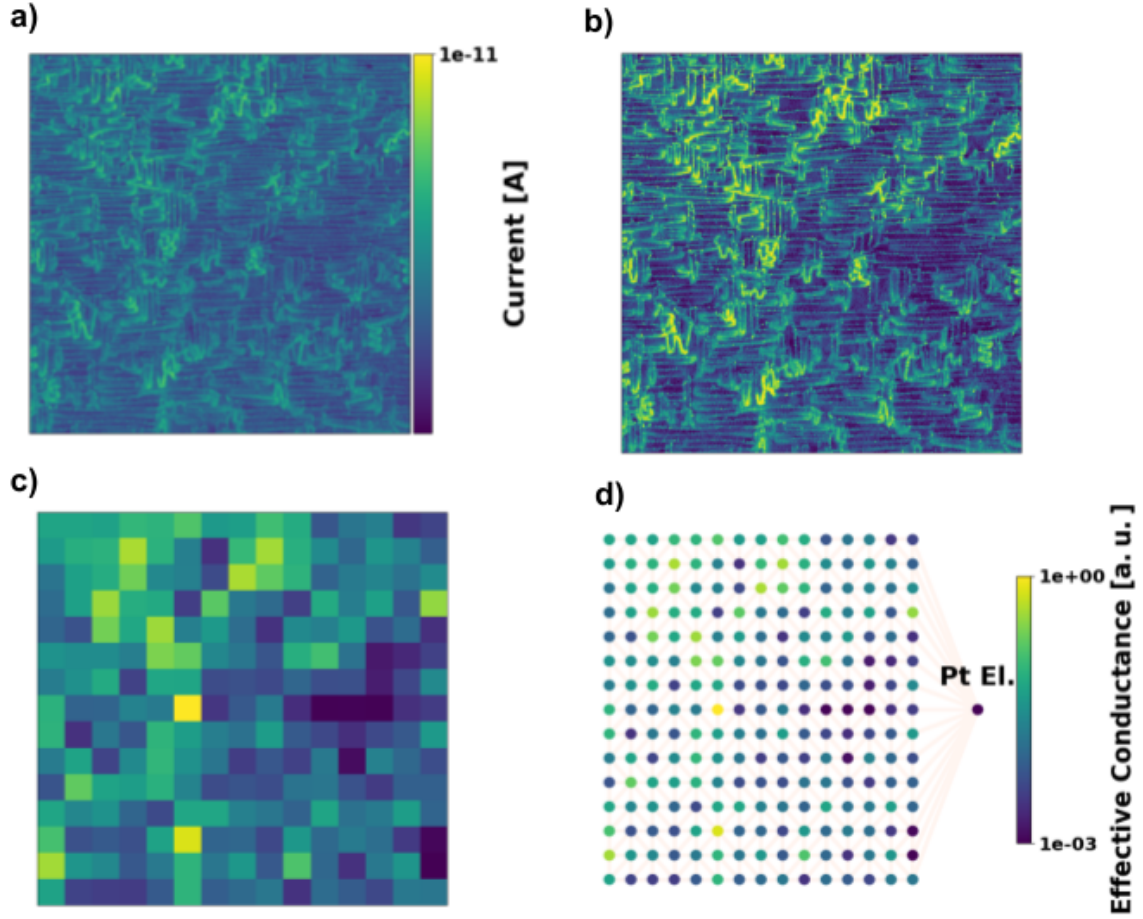 a)
b)
1e-11
Current [A]
c)
d)
1e+00
Pt El.
1e-03
Effective Conductance [a. u. ]